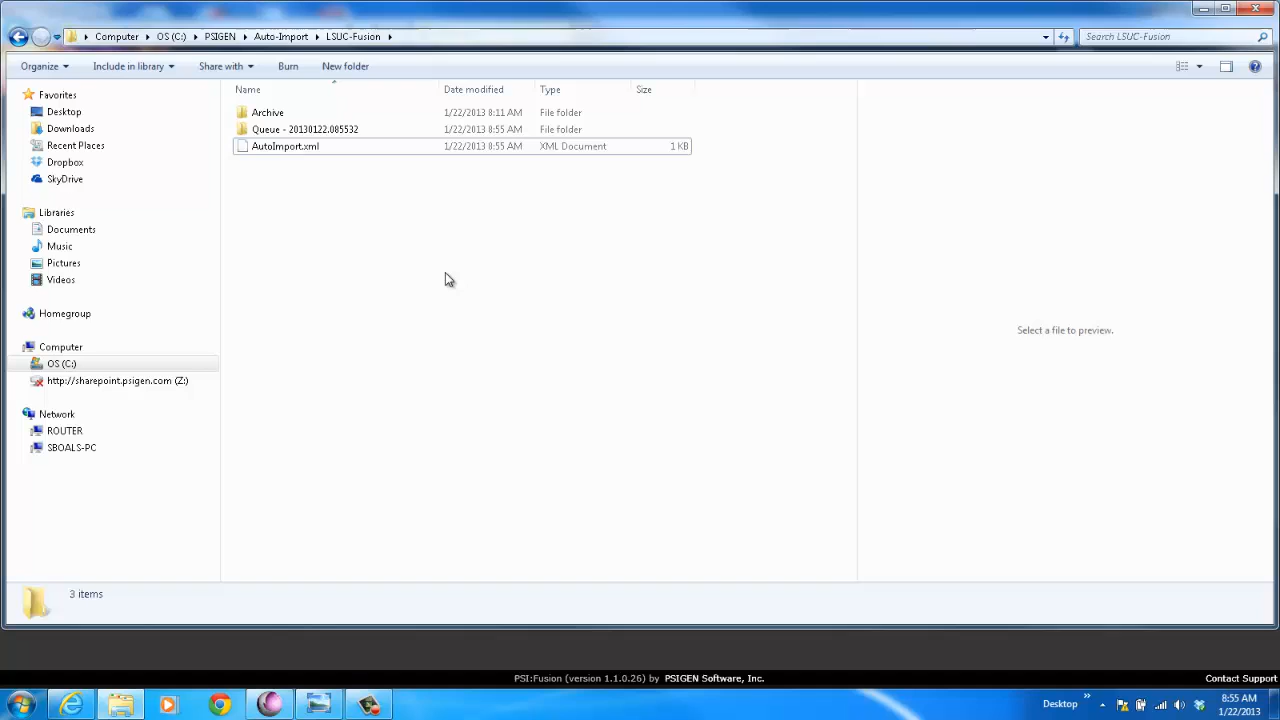 Computer OS (C:) PSIGEN Auto-Import LSUC-Fusion
Search LSUC-Fusion
Organize Include in library Share with Burn New folder
Favorites
Desktop
Downloads
Recent Places
Dropbox
SkyDrive
Libraries
Documents
Music
Pictures
Videos
Homegroup
Computer
OS (C:)
http://sharepoint.psigen.com (Z:)
Network
ROUTER
SBOALS-PC
Name Date modified Type Size
Archive 1/22/2013 8:11 AM File folder
Queue - 20130122.085532 1/22/2013 8:55 AM File folder
AutoImport.xml 1/22/2013 8:55 AM XML Document 1 KB
Select a file to preview.
3 items
PSI:Fusion (version 1.1.0.26) by PSIGEN Software, Inc.
Contact Support
Desktop
8:55 AM
1/22/2013